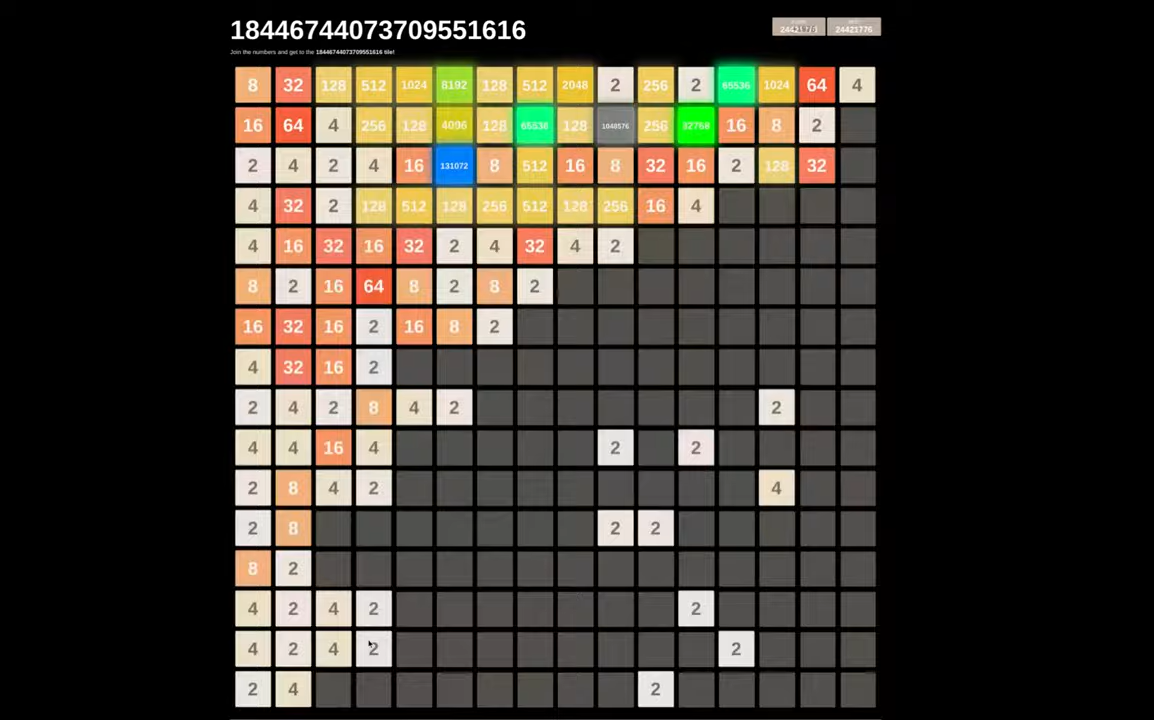 18446744073709551616
24421776
Join the numbers and get to the 18446744073709551616 tile!
8 32 128 512 1024 8192 128 512 2048 2 256 2 65536 1024 64 4
16 64 4 256 128 4096 128 65536 128 1048576 256 32768 16 8 2
2 4 2 4 16 131072 8 512 16 8 32 16 2 128 32
4 32 2 128 512 128 256 512 128 256 16 4
4 16 32 16 32 2 4 32 4 2
8 2 16 64 8 2 8 2
16 32 16 2 16 8 2
4 32 16 2
2 4 2 8 4 2 2
4 4 16 4 2 2
2 8 4 2 4
2 8 2 2
8 2
4 2 4 2 2
4 2 4 2 2
2 4 2